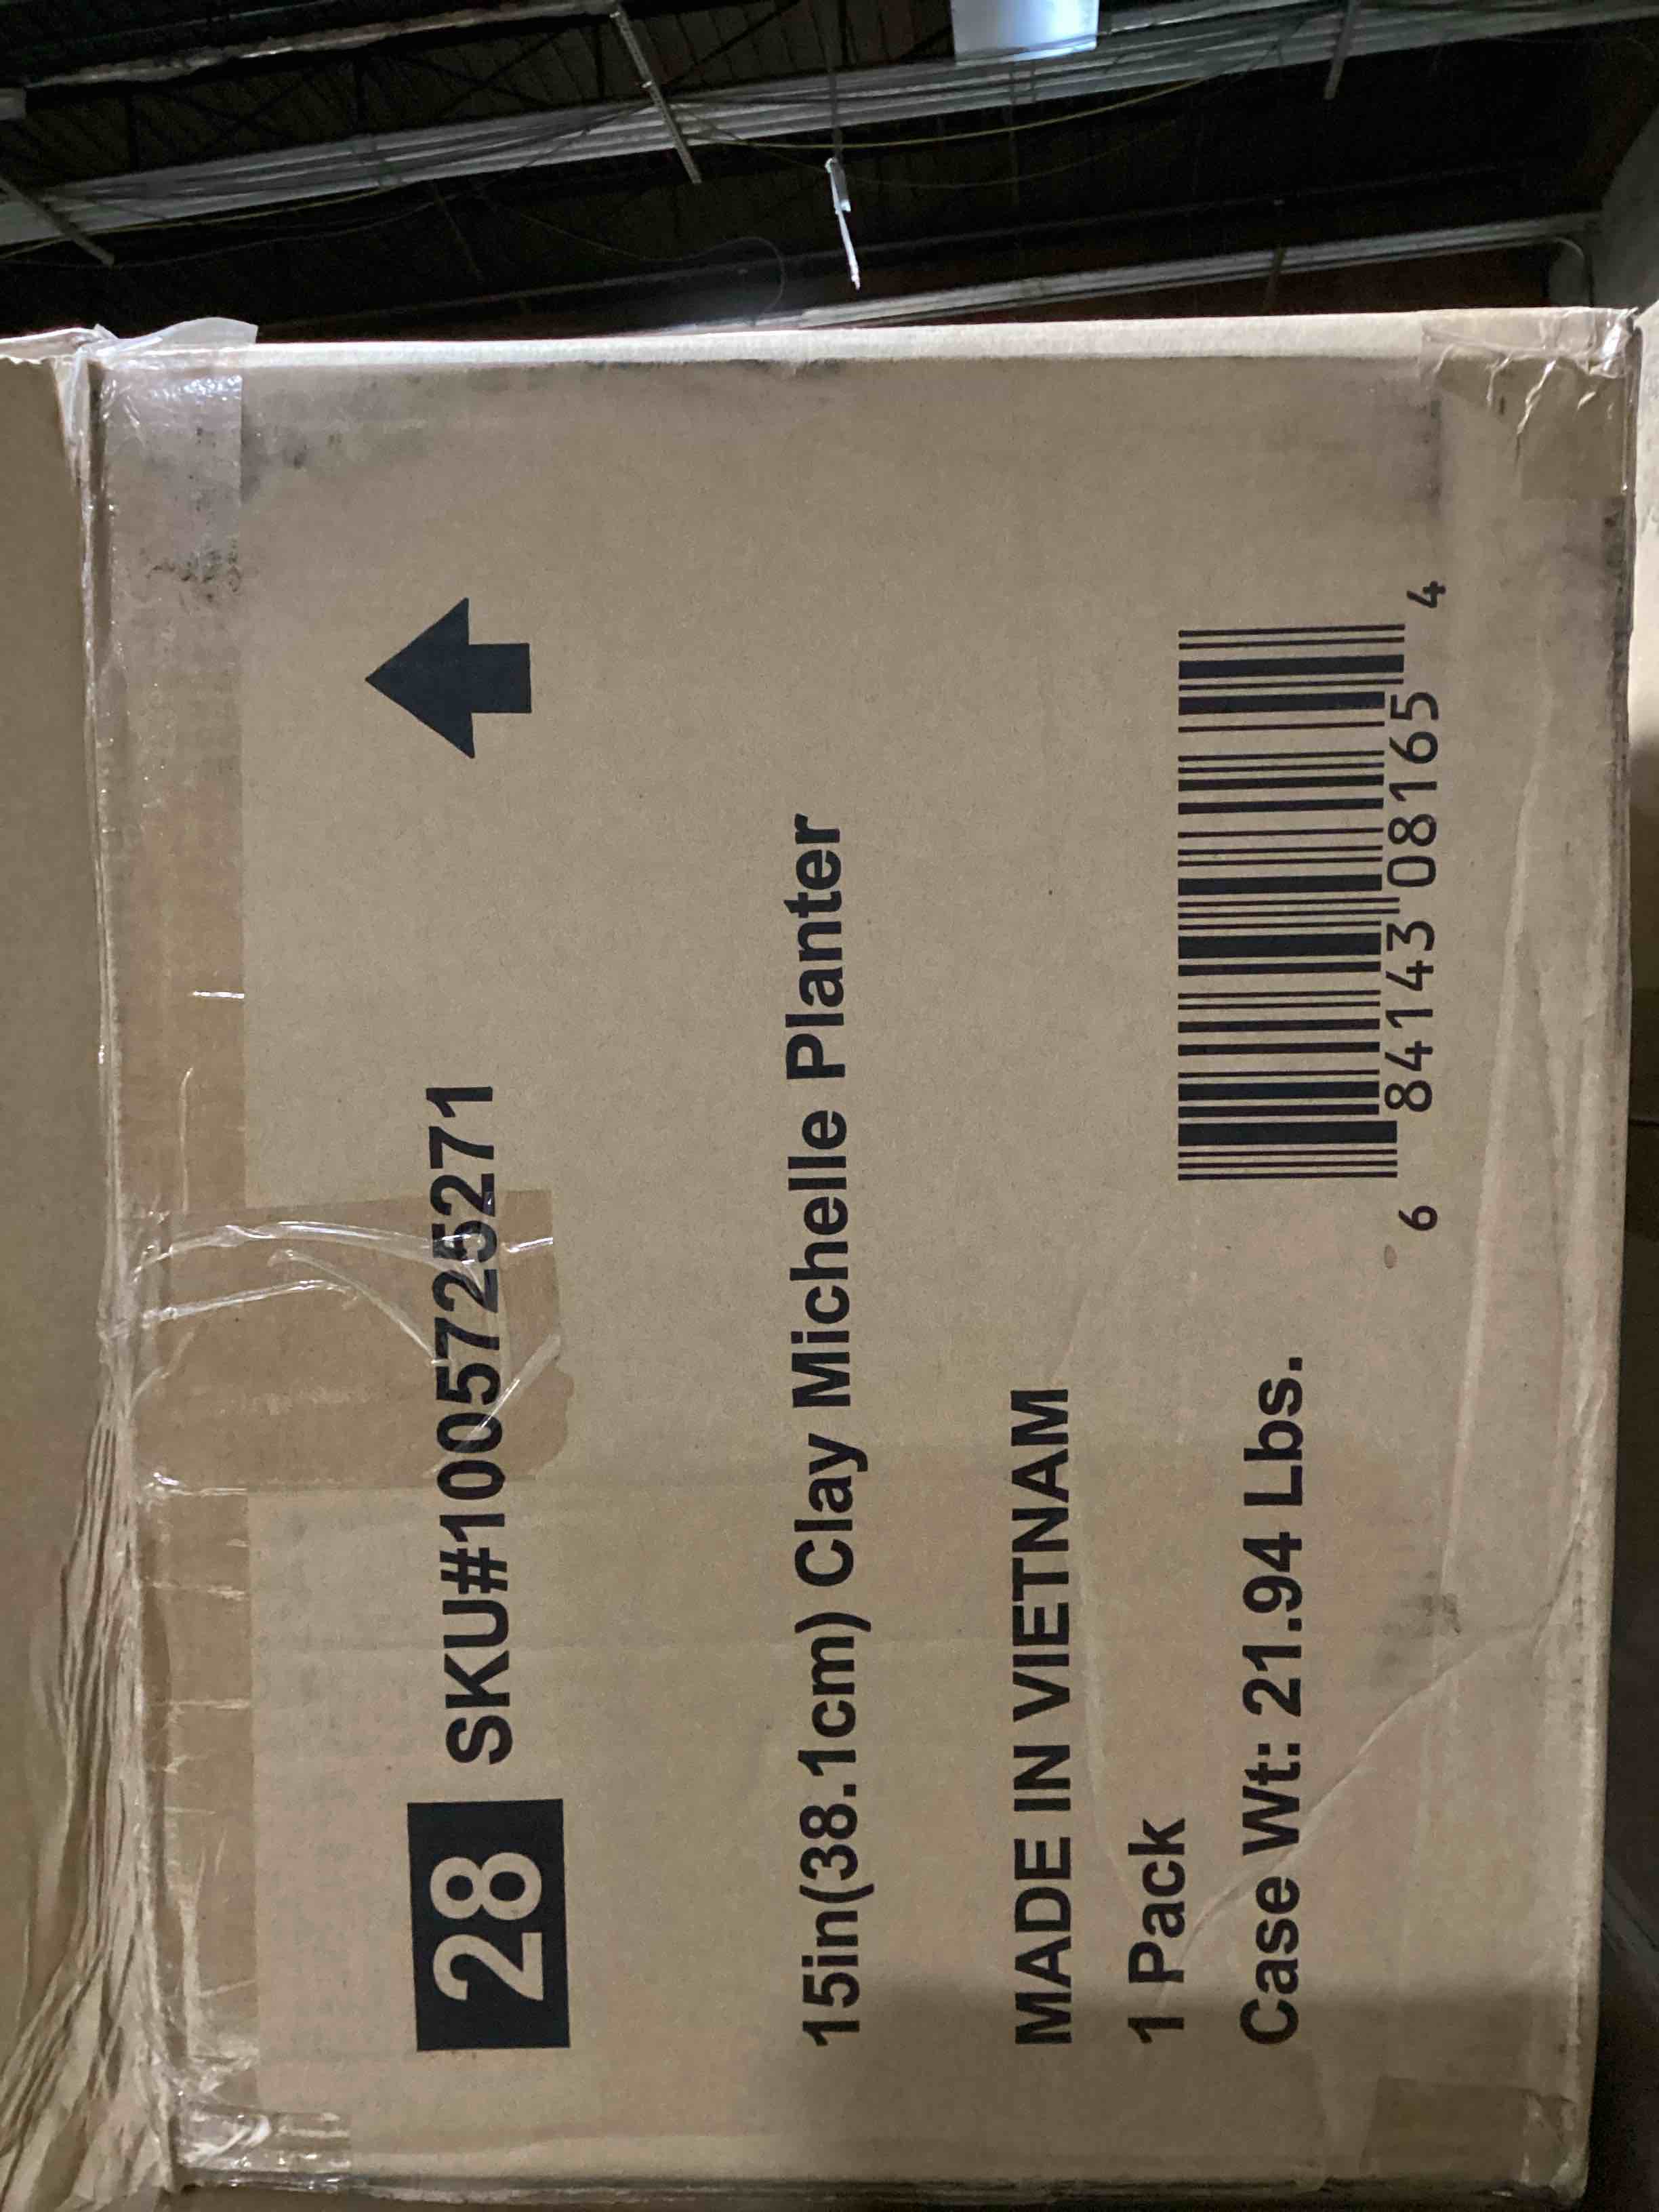 28 SKU#1005725271
15in(38.1cm) Clay Michelle Planter
MADE IN VIETNAM
1 Pack
Case Wt: 21.94 Lbs.
6 84143 08165 4